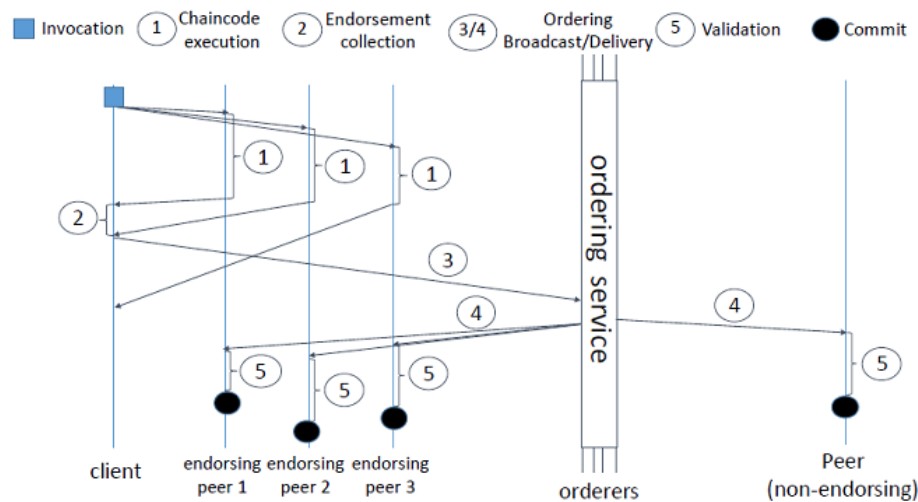 Invocation
1
Chaincode
execution
2
Endorsement
collection
3/4
Ordering
Broadcast/Delivery
5
Validation
Commit
1
1
1
2
3
4
4
5
5
5
5
ordering service
client
endorsing
peer 1
endorsing
peer 2
endorsing
peer 3
orderers
Peer
(non-endorsing)